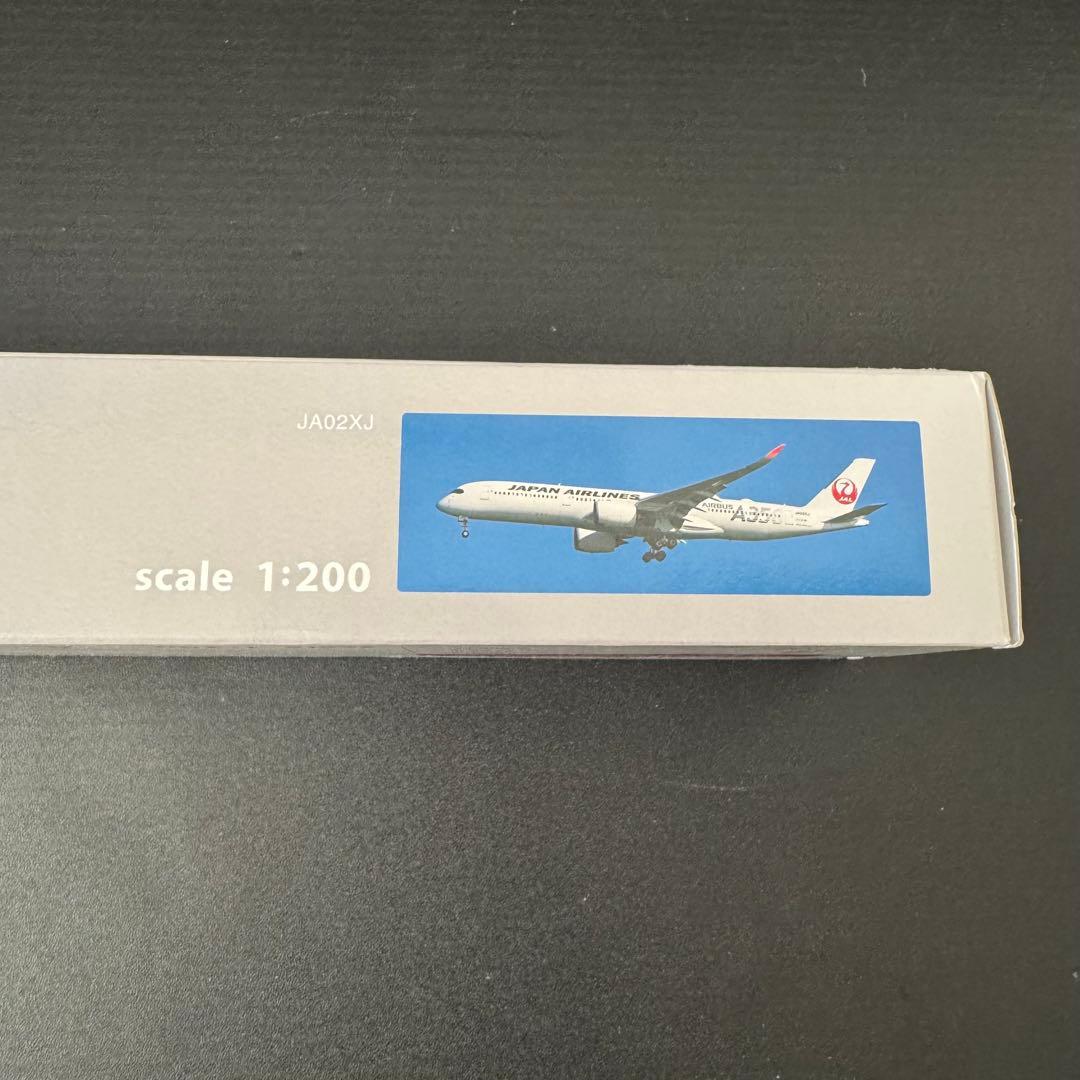 JA02XJ
scale 1:200
JAPAN AIRLINES
AIRBUS
A350
JAL